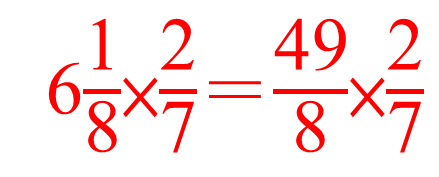 6 1/8 × 2/7 = 49/8 × 2/7